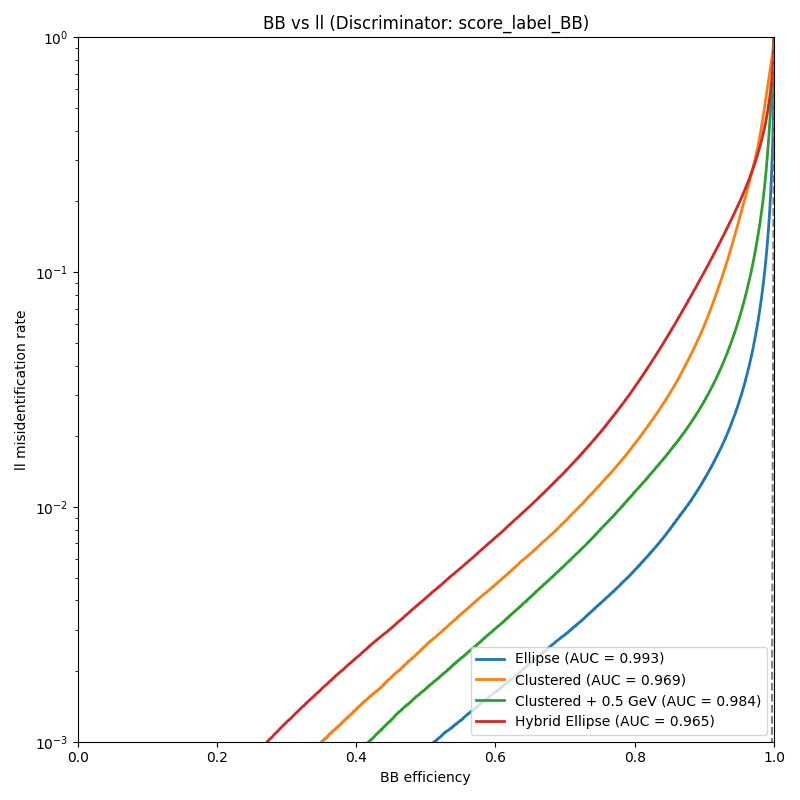 BB vs ll (Discriminator: score_label_BB)
10⁰
10⁻¹
10⁻²
10⁻³
ll misidentification rate
Ellipse (AUC = 0.993)
Clustered (AUC = 0.969)
Clustered + 0.5 GeV (AUC = 0.984)
Hybrid Ellipse (AUC = 0.965)
0.0 0.2 0.4 0.6 0.8 1.0
BB efficiency